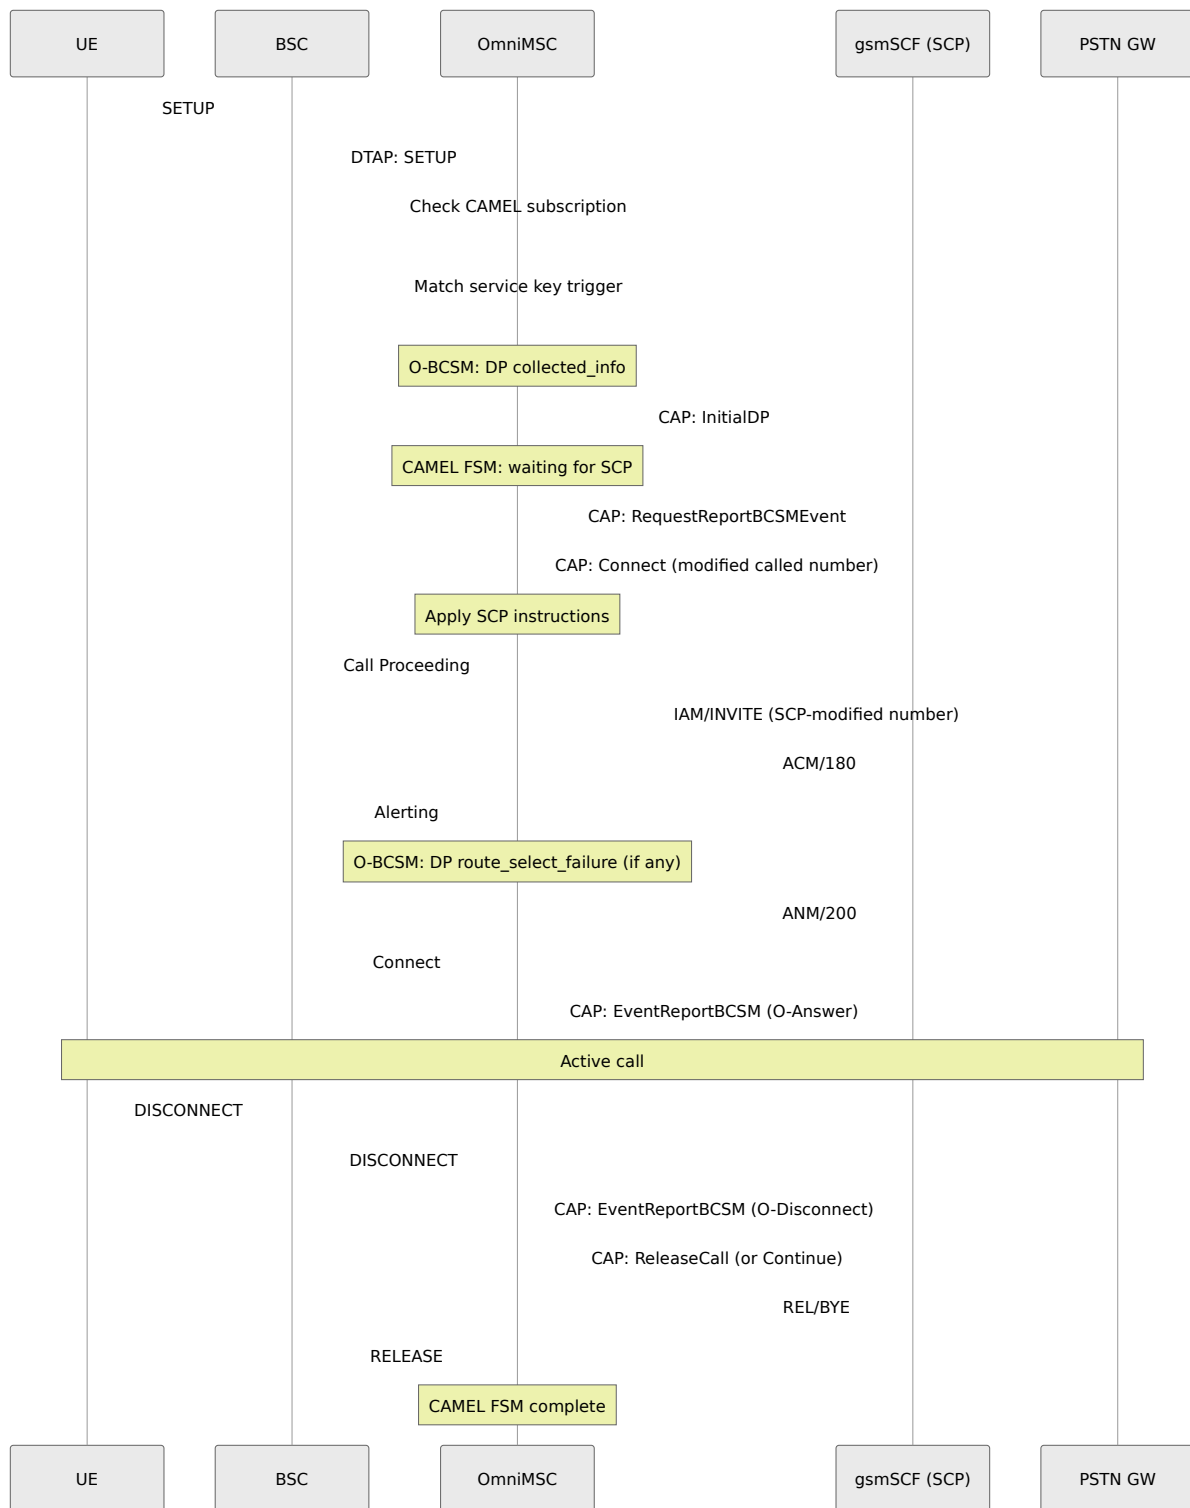 UE
BSC
OmniMSC
gsmSCF (SCP)
PSTN GW
SETUP
DTAP: SETUP
Check CAMEL subscription
Match service key trigger
O-BCSM: DP collected_info
CAP: InitialDP
CAMEL FSM: waiting for SCP
CAP: RequestReportBCSMEvent
CAP: Connect (modified called number)
Apply SCP instructions
Call Proceeding
IAM/INVITE (SCP-modified number)
ACM/180
Alerting
O-BCSM: DP route_select_failure (if any)
ANM/200
Connect
CAP: EventReportBCSM (O-Answer)
Active call
DISCONNECT
DISCONNECT
CAP: EventReportBCSM (O-Disconnect)
CAP: ReleaseCall (or Continue)
REL/BYE
RELEASE
CAMEL FSM complete
UE
BSC
OmniMSC
gsmSCF (SCP)
PSTN GW